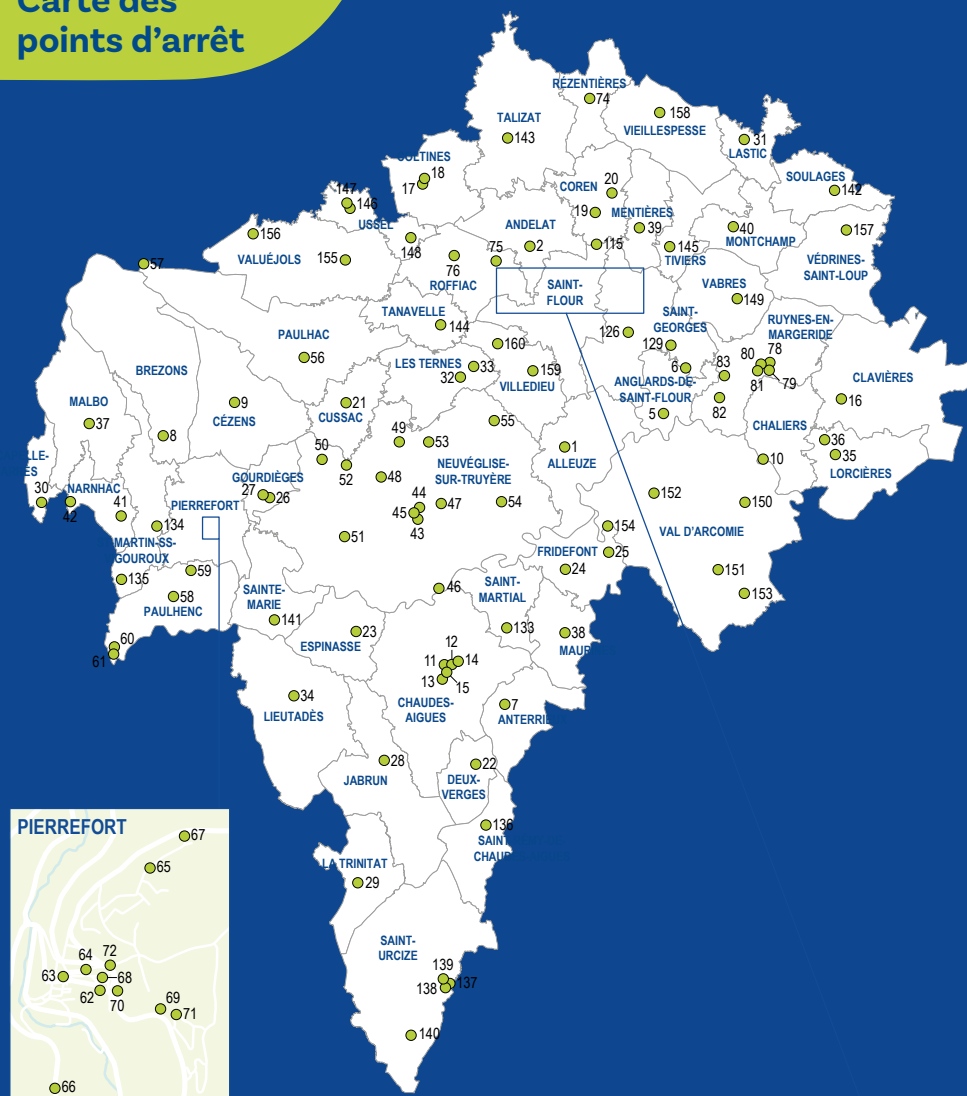 Carte des
points d'arrêt
RÉZENTIÈRES
74
TALIZAT
143
158
VIEILLESPESSE
31
LASTIC
18
17
COREN
20
19
SOULAGES
142
147
146
USSEL
MENTIÈRES
39
ANDELAT
2
115
40
MONTCHAMP
157
VÉDRINES-
SAINT-LOUP
156
VALUÉJOLS
155
148
76
ROFFIAC
75
145
TIVIERS
57
SAINT-
FLOUR
VABRES
149
TANAVELLE
144
SAINT-
GEORGES
126
129
RUYNES-EN-
MARGERIDE
PAULHAC
56
160
LES TERNES
33
32
159
VILLEDIEU
6
83
80
78
81
79
BREZONS
CLAVIÈRES
16
MALBO
37
9
CÉZENS
21
CUSSAC
ANGLARDS-DE-
SAINT-FLOUR
5
82
CHALIERS
8
55
49
53
1
ALLEUZE
36
35
LORCIÈRES
10
50
52
48
NEUVÉGLISE-
SUR-TRUYÈRE
30
NARNHAC
42
41
GOURDIÈGES
27
26
PIERREFORT
44
45
43
47
54
152
150
VAL D'ARCOMIE
134
MARTIN-SS-
GOUROUX
51
154
FRIDEFONT
25
24
151
153
135
59
58
PAULHENC
SAINTE-
MARIE
141
46
SAINT-
MARTIAL
133
38
60
61
23
ESPINASSE
12
11
14
13
15
CHAUDES-
AIGUES
34
LIEUTADÈS
7
28
JABRUN
22
DEUX-
VERGES
136
PIERREFORT
67
65
LA TRINITAT
29
64
72
63
68
62
70
69
71
66
SAINT-
URCIZE
139
137
138
140